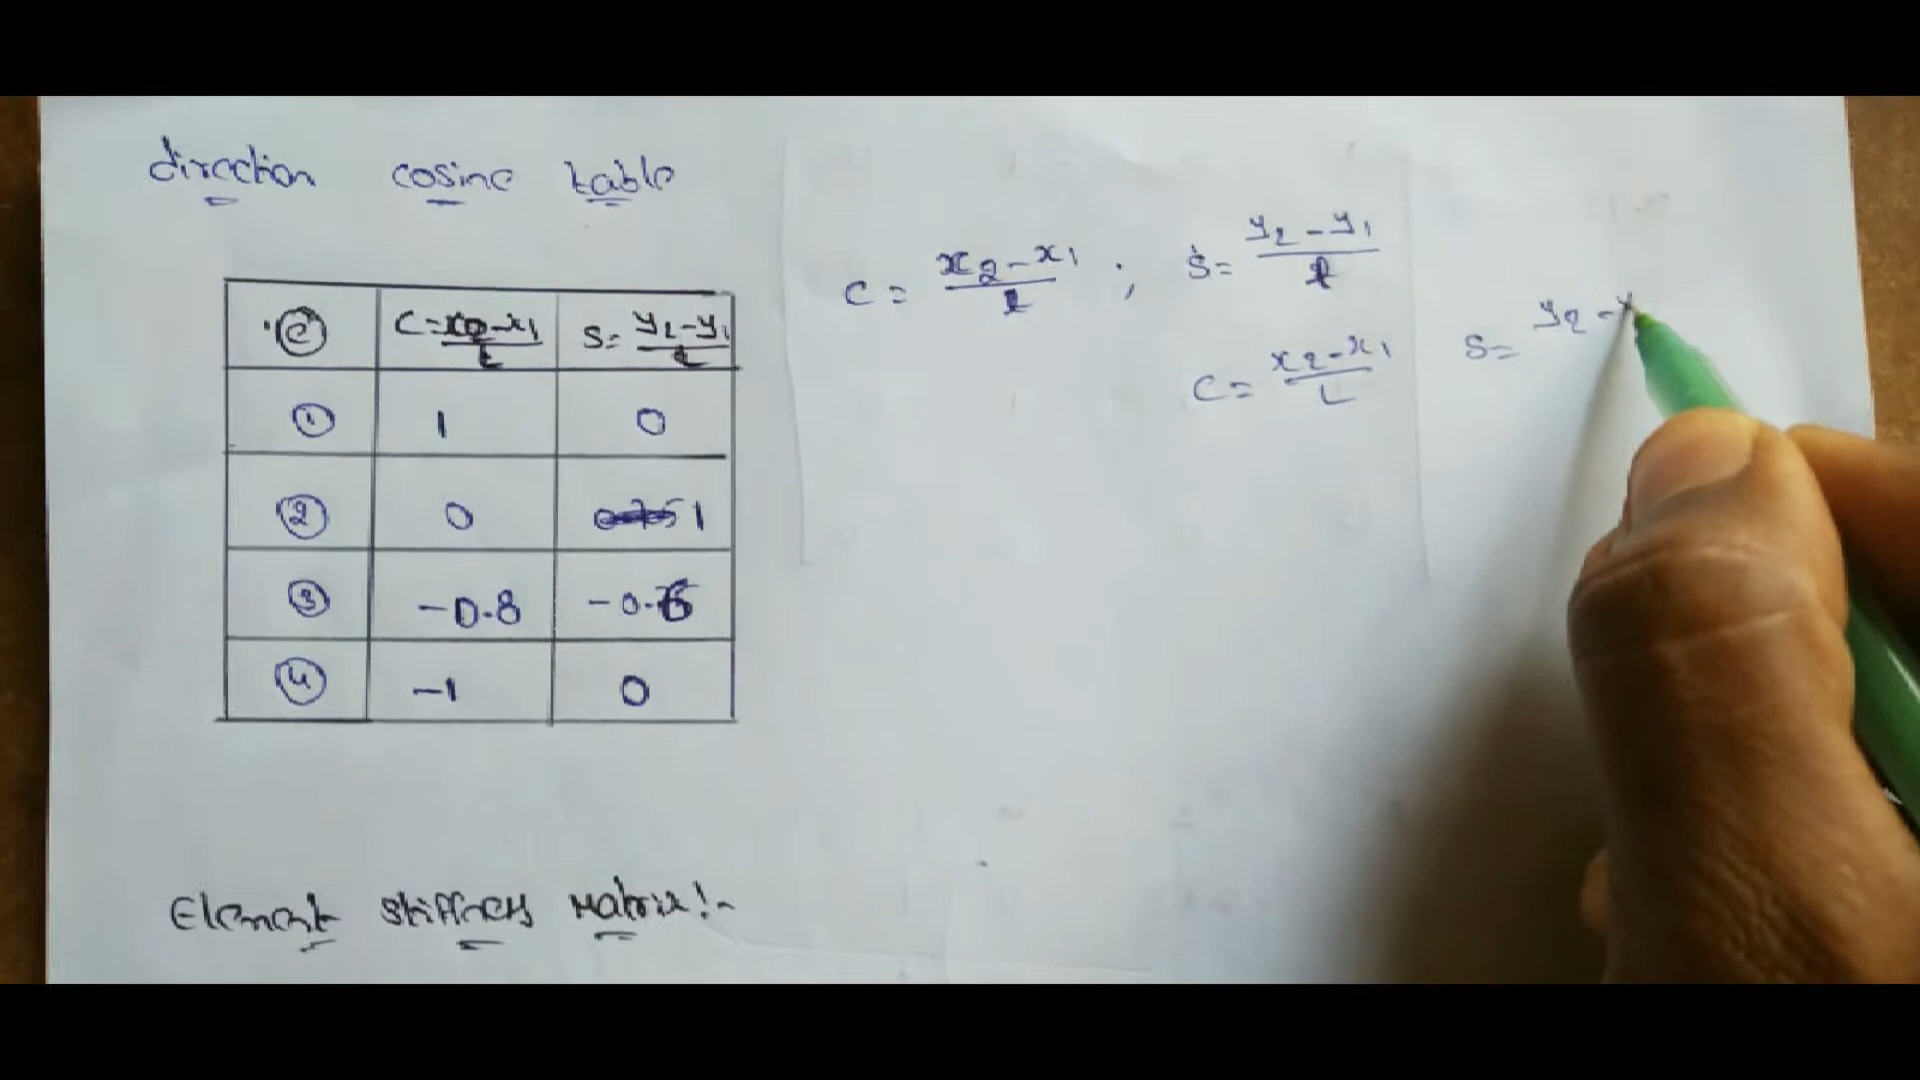 direction cosine table
e C = x2-x1/l S = y2-y1/l
1 1 0
2 0 1
3 -0.8 -0.6
4 -1 0
C = x2-x1/l ; S = y2-y1/l
C = x2-x1/L S = y2-y
Element stiffness Matrix:-